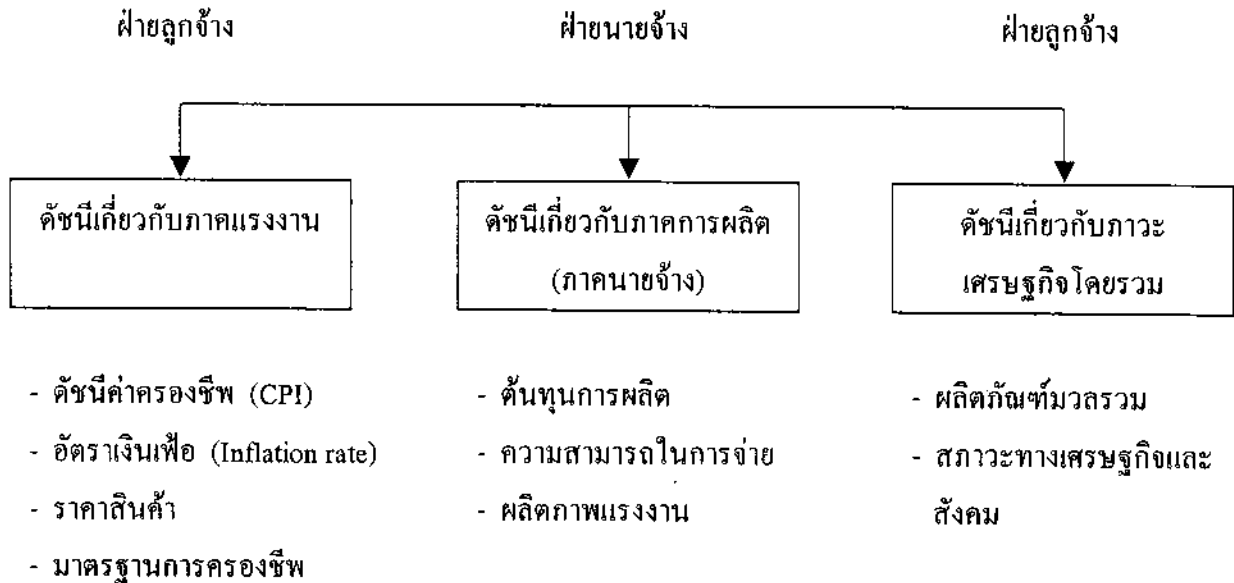 ฝ่ายลูกจ้าง
ฝ่ายนายจ้าง
ฝ่ายลูกจ้าง
ดัชนีเกี่ยวกับภาคแรงงาน
ดัชนีเกี่ยวกับภาคการผลิต
(ภาคนายจ้าง)
ดัชนีเกี่ยวกับภาวะ
เศรษฐกิจโดยรวม
- ดัชนีค่าครองชีพ (CPI)
- อัตราเงินเฟ้อ (Inflation rate)
- ราคาสินค้า
- มาตรฐานการครองชีพ
- ต้นทุนการผลิต
- ความสามารถในการจ่าย
- ผลิตภาพแรงงาน
- ผลิตภัณฑ์มวลรวม
- สภาวะทางเศรษฐกิจและ
สังคม